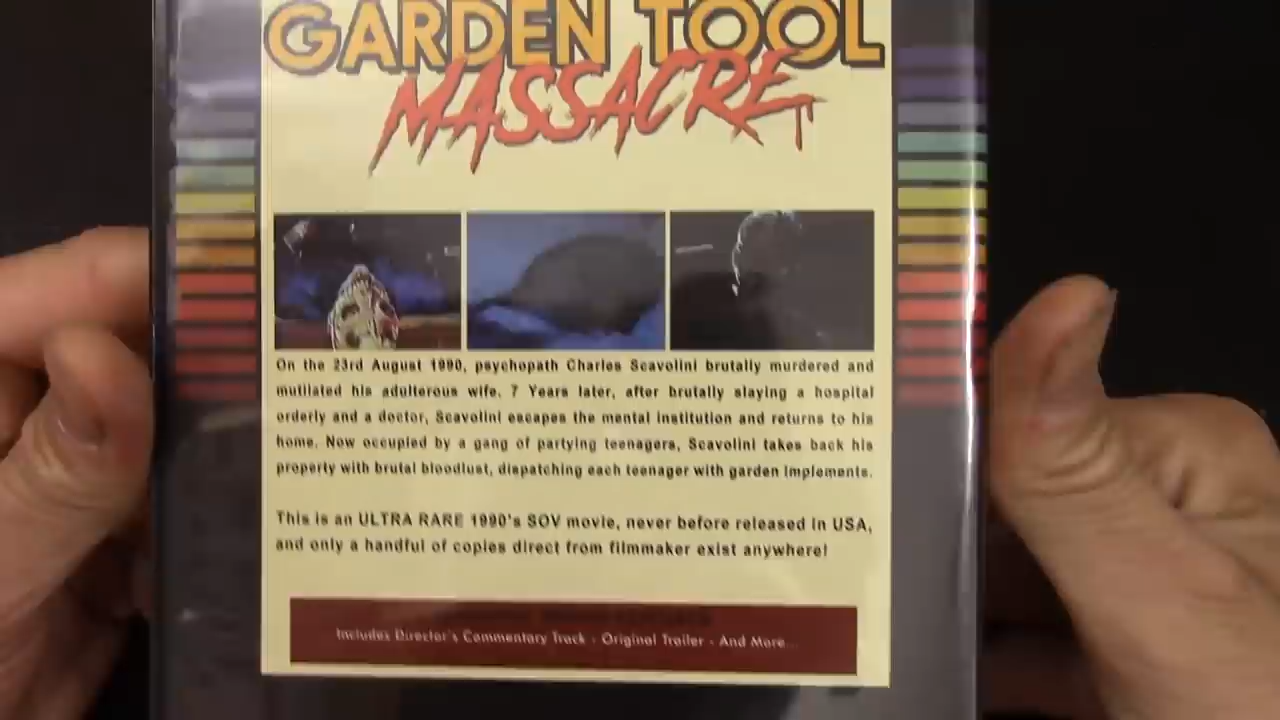 GARDEN TOOL
MASSACRE
On the 23rd August 1990, psychopath Charles Scavolini brutally murdered and
mutilated his adulterous wife. 7 Years later, after brutally slaying a hospital
orderly and a doctor, Scavolini escapes the mental institution and returns to his
home. Now occupied by a gang of partying teenagers, Scavolini takes back his
property with brutal bloodlust, dispatching each teenager with garden implements.
This is an ULTRA RARE 1990's SOV movie, never before released in USA,
and only a handful of copies direct from filmmaker exist anywhere!
Includes Director's Commentary Track - Original Trailer - And More...